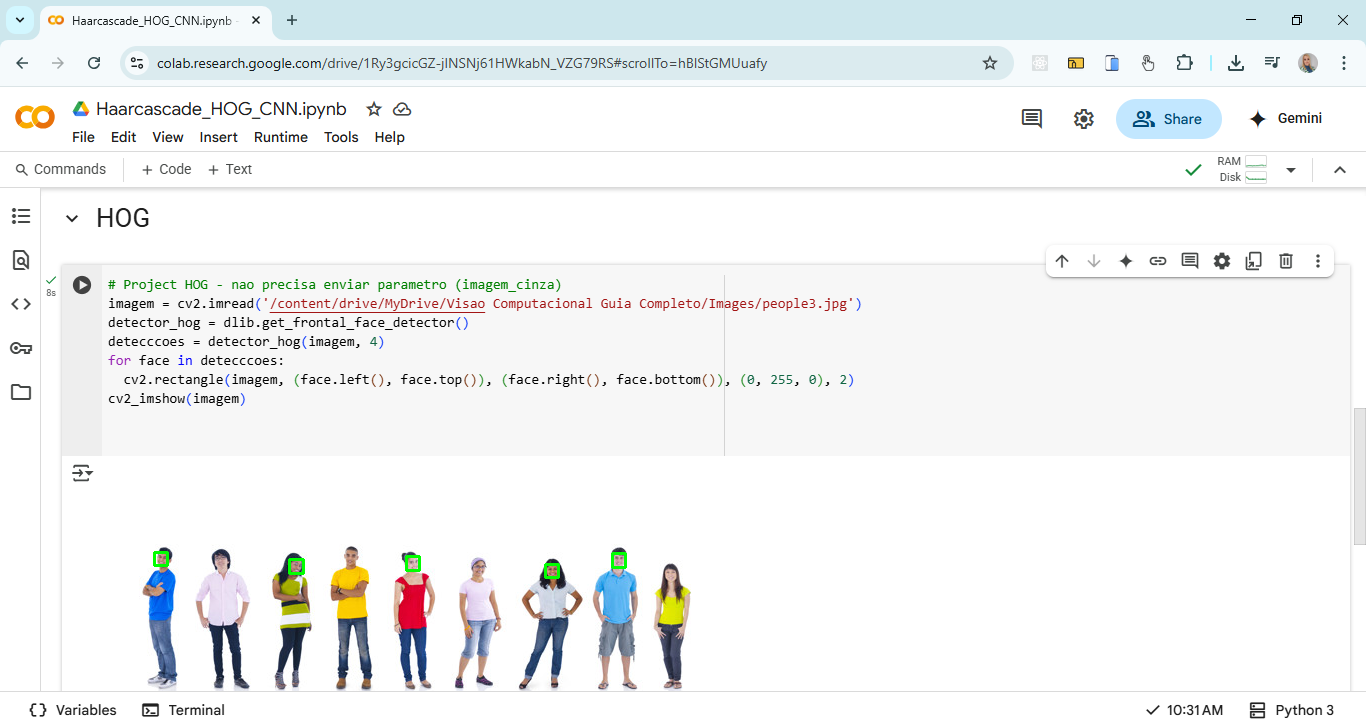 Haarcascade_HOG_CNN.ipynb -
colab.research.google.com/drive/1Ry3gcicGZ-jINSNj61HWkabN_VZG79RS#scrollTo=hBIStGMUuafy
Haarcascade_HOG_CNN.ipynb
File Edit View Insert Runtime Tools Help
Share
Gemini
Commands + Code + Text
RAM
Disk
HOG
8s
# Project HOG - nao precisa enviar parametro (imagem_cinza)
imagem = cv2.imread('/content/drive/MyDrive/Visao Computacional Guia Completo/Images/people3.jpg')
detector_hog = dlib.get_frontal_face_detector()
detecccoes = detector_hog(imagem, 4)
for face in detecccoes:
  cv2.rectangle(imagem, (face.left(), face.top()), (face.right(), face.bottom()), (0, 255, 0), 2)
cv2_imshow(imagem)
Variables Terminal
10:31AM Python 3